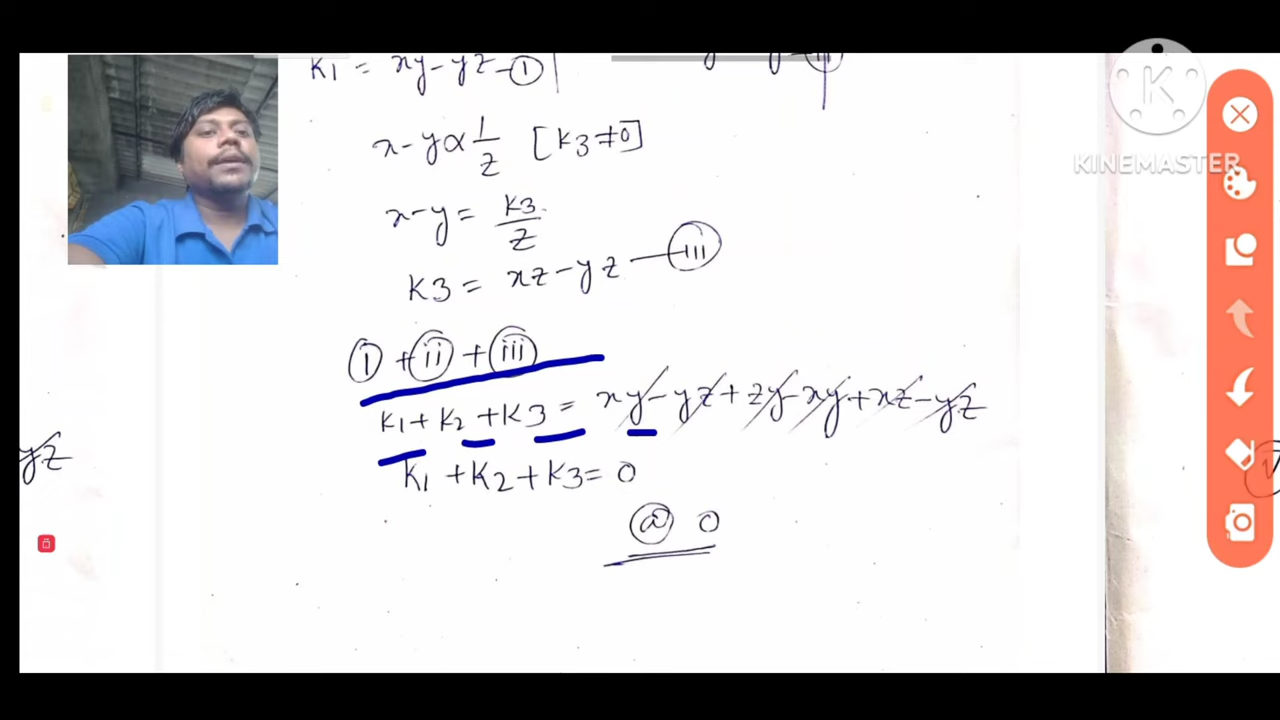 K1 = xy-yz-①
x-y∝1/z [K3≠0]
x-y= K3/z
K3= xz-yz —(iii)
(i) +(ii) +(iii)
K1+K2+K3= xy-yz+zy-xy+xz-yz
K1+K2+K3=0
(a) 0
yz
KINEMASTER